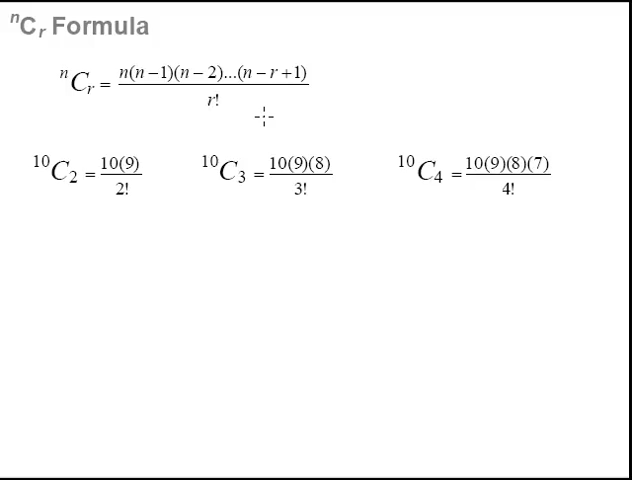 ⁿCᵣ Formula
ⁿCᵣ = n(n−1)(n−2)...(n−r+1) / r!
¹⁰C₂ = 10(9) / 2! ¹⁰C₃ = 10(9)(8) / 3! ¹⁰C₄ = 10(9)(8)(7) / 4!